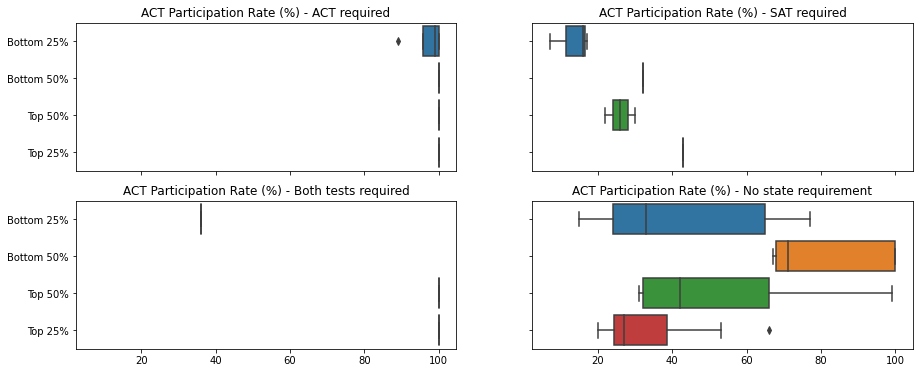 ACT Participation Rate (%) - ACT required
Bottom 25%
Bottom 50%
Top 50%
Top 25%
ACT Participation Rate (%) - SAT required
ACT Participation Rate (%) - Both tests required
Bottom 25%
Bottom 50%
Top 50%
Top 25%
20 40 60 80 100
ACT Participation Rate (%) - No state requirement
20 40 60 80 100